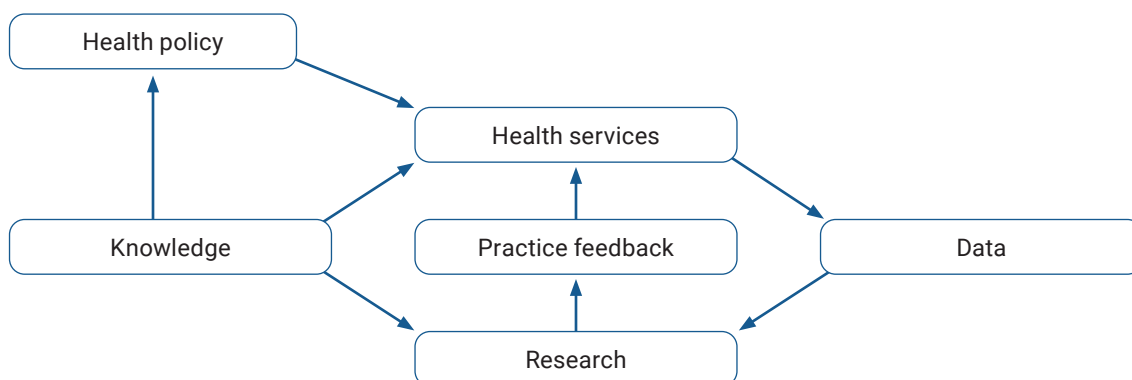 Health policy
Health services
Knowledge
Practice feedback
Data
Research